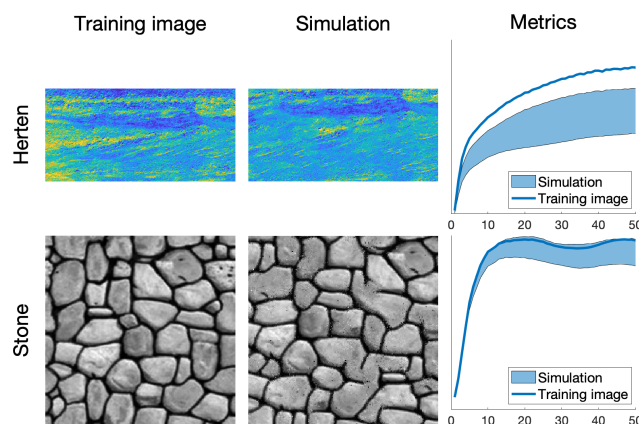 Training image Simulation Metrics
Herten
Simulation
Training image
0 10 20 30 40 50
Stone
Simulation
Training image
0 10 20 30 40 50